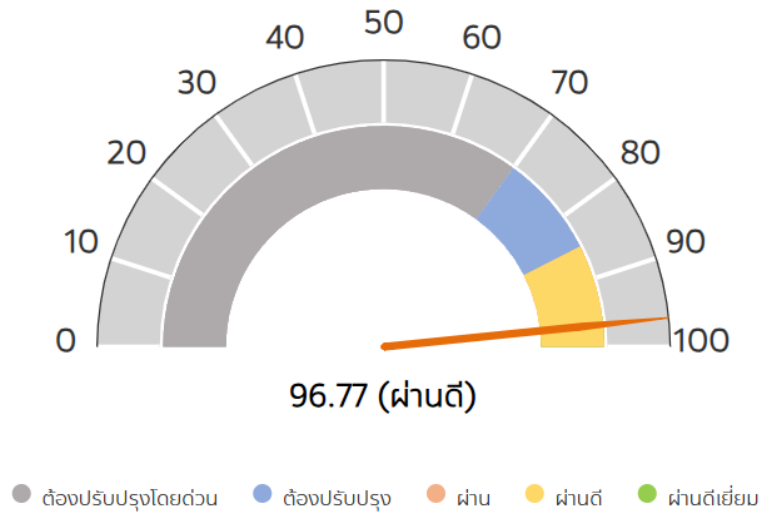 50
40
60
30
70
20
80
10
90
0
100
96.77 (ผ่านดี)
ต้องปรับปรุงโดยด่วน
ต้องปรับปรุง
ผ่าน
ผ่านดี
ผ่านดีเยี่ยม